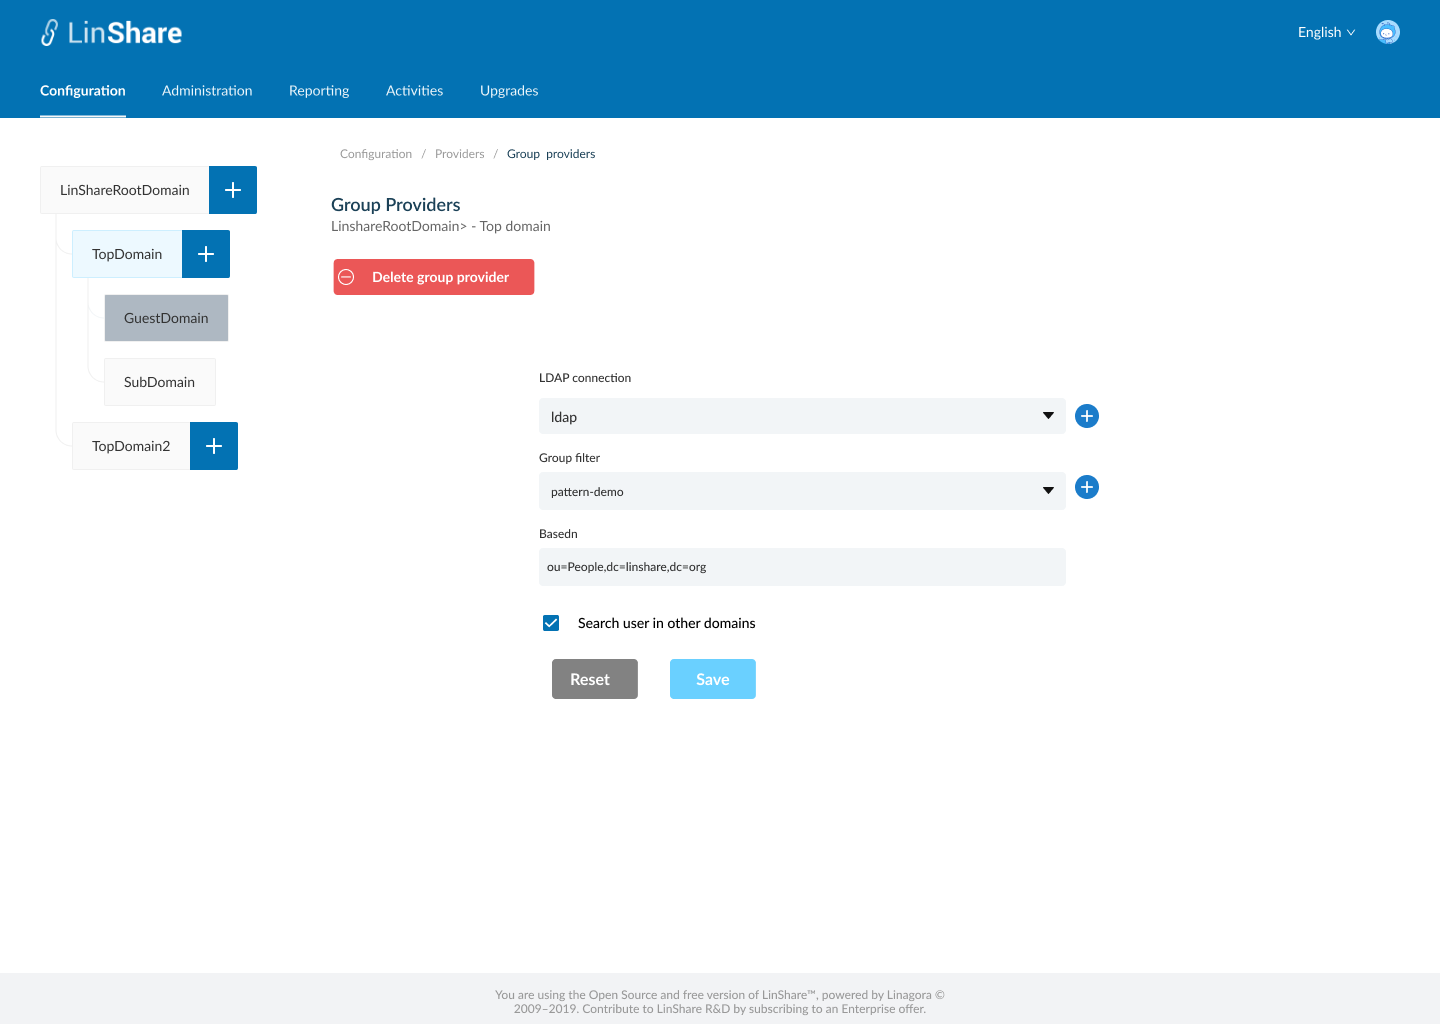 LinShare
English
Configuration
Administration
Reporting
Activities
Upgrades
Configuration / Providers / Group providers
LinShareRootDomain
TopDomain
GuestDomain
SubDomain
TopDomain2
Group Providers
LinshareRootDomain> - Top domain
Delete group provider
LDAP connection
ldap
Group filter
pattern-demo
Basedn
ou=People,dc=linshare,dc=org
Search user in other domains
Reset
Save
You are using the Open Source and free version of LinShare™, powered by Linagora ©
2009–2019. Contribute to LinShare R&D by subscribing to an Enterprise offer.